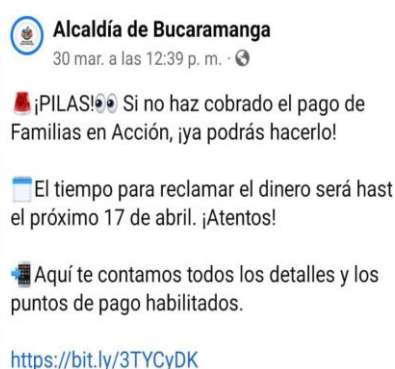 Alcaldía de Bucaramanga
30 mar. a las 12:39 p. m. ·
🚨¡PILAS!👀 Si no haz cobrado el pago de
Familias en Acción, ¡ya podrás hacerlo!
🗓️El tiempo para reclamar el dinero será hast
el próximo 17 de abril. ¡Atentos!
📲Aquí te contamos todos los detalles y los
puntos de pago habilitados.
https://bit.ly/3TYCyDK